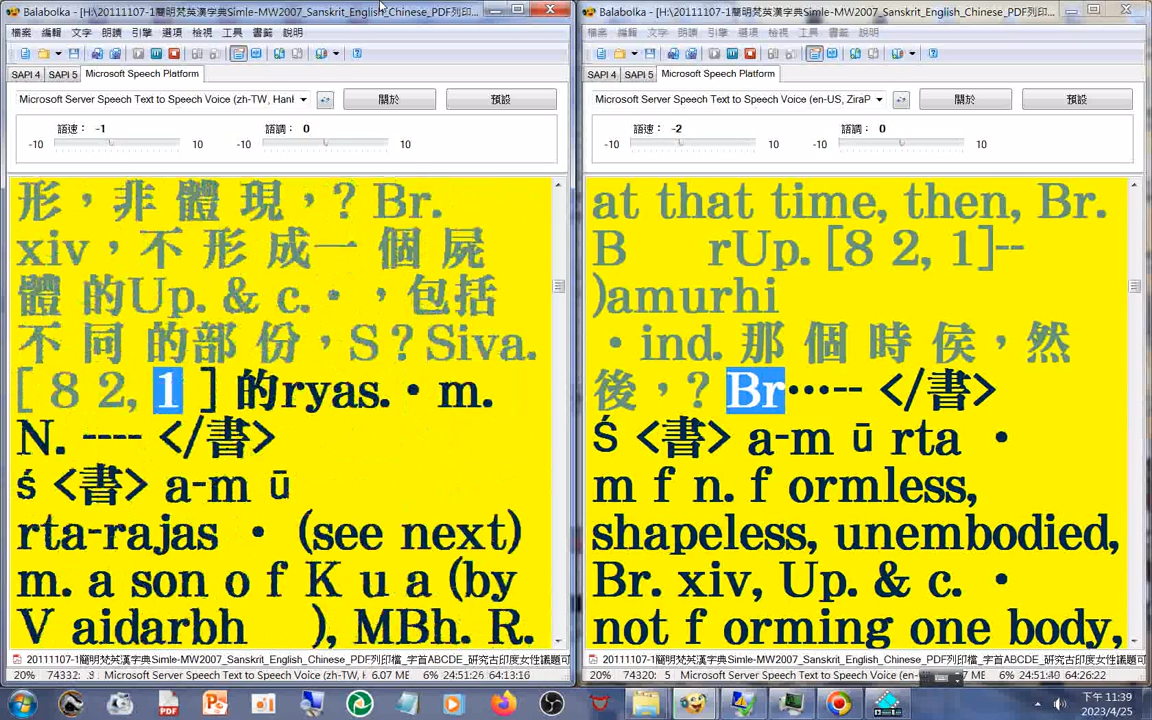 Balabolka - [H:\20111107-1簡明梵英漢字典Simle-MW2007_Sanskrit_English_Chinese_PDF列印...
檔案 編輯 文字 朗讀 引擎 選項 檢視 工具 書籤 說明
SAPI 4 SAPI 5 Microsoft Speech Platform
Microsoft Server Speech Text to Speech Voice (zh-TW, Hanl 關於 預設
語速： -1 語調： 0
-10 10 -10 10
形，非 體 現，? Br.
xiv，不 形 成一 個 屍
體 的Up. & c.・，包括
不 同 的部 份，S？Siva.
[ 8 2, 1 ] 的ryas.・m.
N. ---- </書>
ś <書> a-m ū
rta-rajas ・ (see next)
m. a son o f K u a (by
V aidarbh ), MBh. R.
20111107-1簡明梵英漢字典Simle-MW2007_Sanskrit_English_Chinese_PDF列印檔_字首ABCDE_研究古印度女性議題可
20% 74332: Microsoft Server Speech Text to Speech Voice (zh-TW, H 6.07 ME 6% 24:51:26 64:13:16
Balabolka - [H:\20111107-1簡明梵英漢字典Simle-MW2007_Sanskrit_English_Chinese_PDF列印...
檔案 編輯 文字 朗讀 引擎 選項 檢視 工具 書籤 說明
SAPI 4 SAPI 5 Microsoft Speech Platform
Microsoft Server Speech Text to Speech Voice (en-US, ZiraP 關於 預設
語速： -2 語調： 0
-10 10 -10 10
at that time, then, Br.
B rUp. [8 2, 1]--
)amurhi
・ind. 那 個 時 侯，然
後，? Br…-- </書>
Ś <書> a-m ū rta ・
m f n. f ormless,
shapeless, unembodied,
Br. xiv, Up. & c. ・
not f orming one body,
20111107-1簡明梵英漢字典Simle-MW2007_Sanskrit_English_Chinese_PDF列印檔_字首ABCDE_研究古印度女性議題可
20% 74320: 5 Microsoft Server Speech Text to Speech Voice (en-US, Z 6% 24:51:40 64:26:22
下午 11:39
2023/4/25